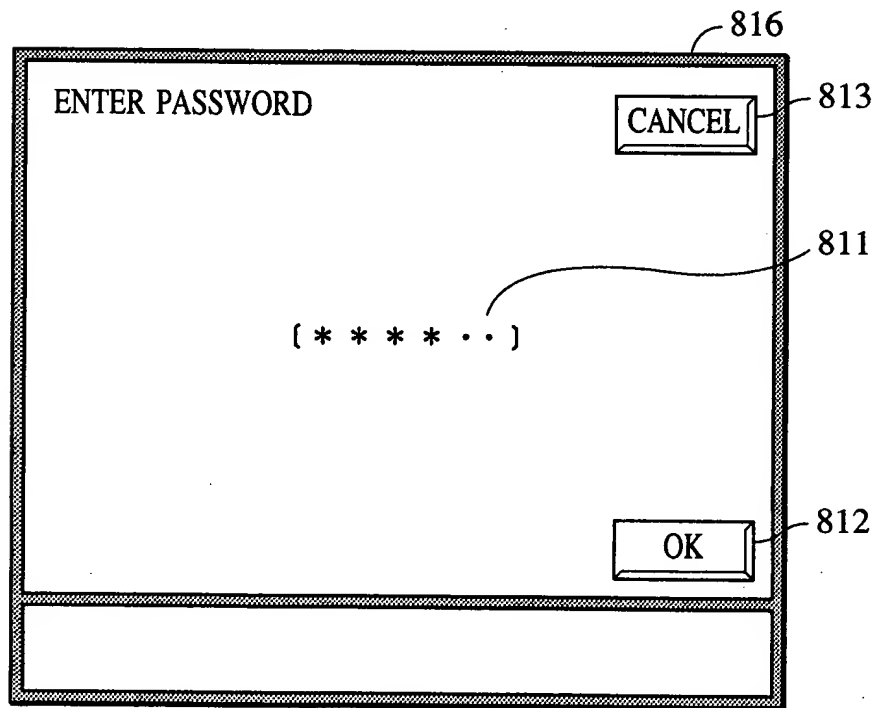 816
ENTER PASSWORD
CANCEL
813
811
[ * * * * · · ]
OK
812